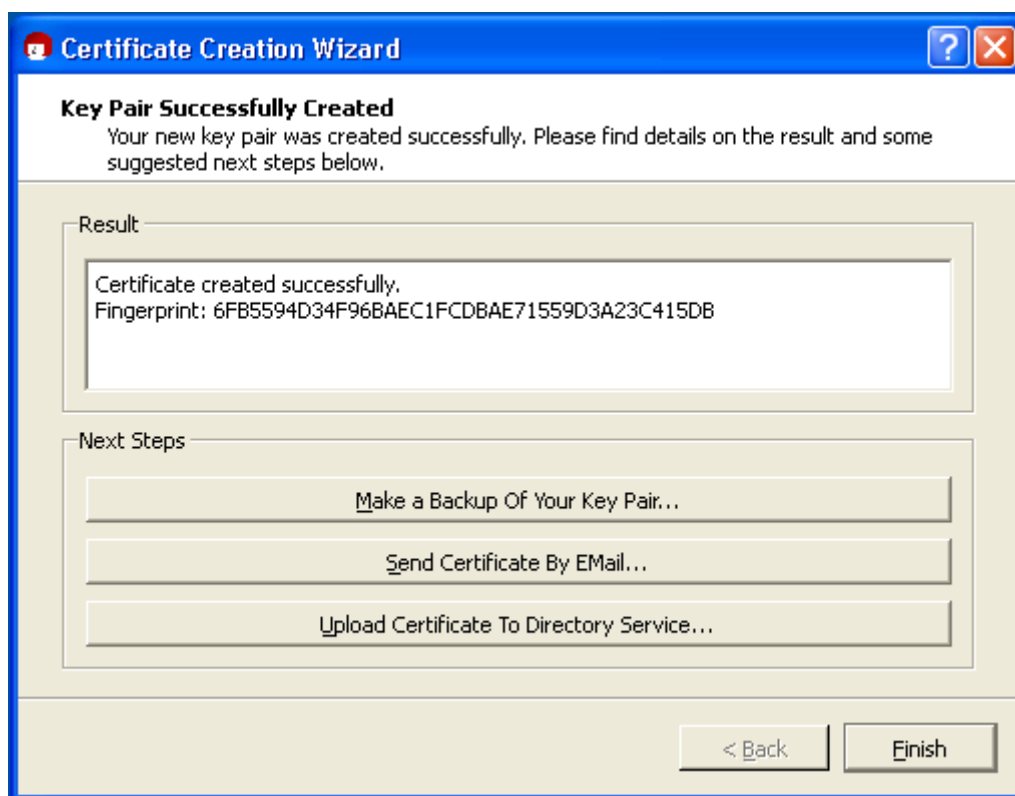 Certificate Creation Wizard
Key Pair Successfully Created
Your new key pair was created successfully. Please find details on the result and some
suggested next steps below.
Result
Certificate created successfully.
Fingerprint: 6FB5594D34F96BAEC1FCDBAE71559D3A23C415DB
Next Steps
Make a Backup Of Your Key Pair...
Send Certificate By EMail...
Upload Certificate To Directory Service...
< Back
Finish